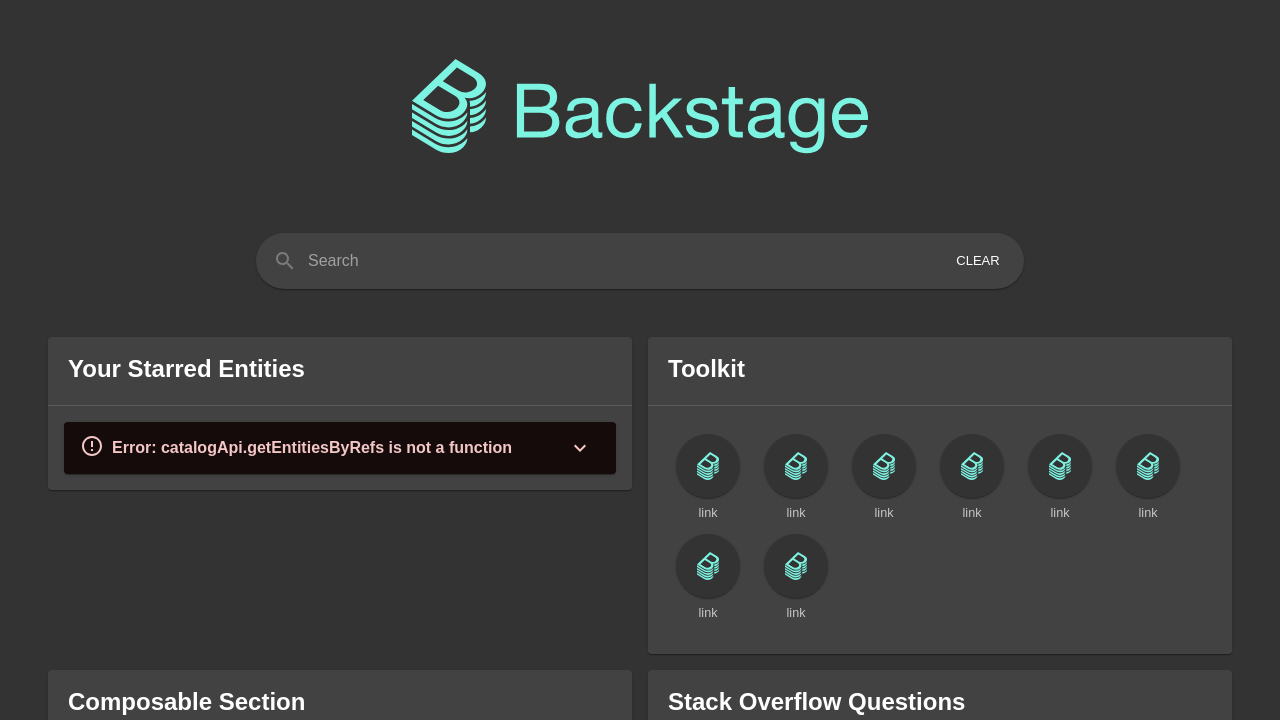 Backstage
Search
CLEAR
Your Starred Entities
Error: catalogApi.getEntitiesByRefs is not a function
Toolkit
link link link link link link
link link
Composable Section
Stack Overflow Questions